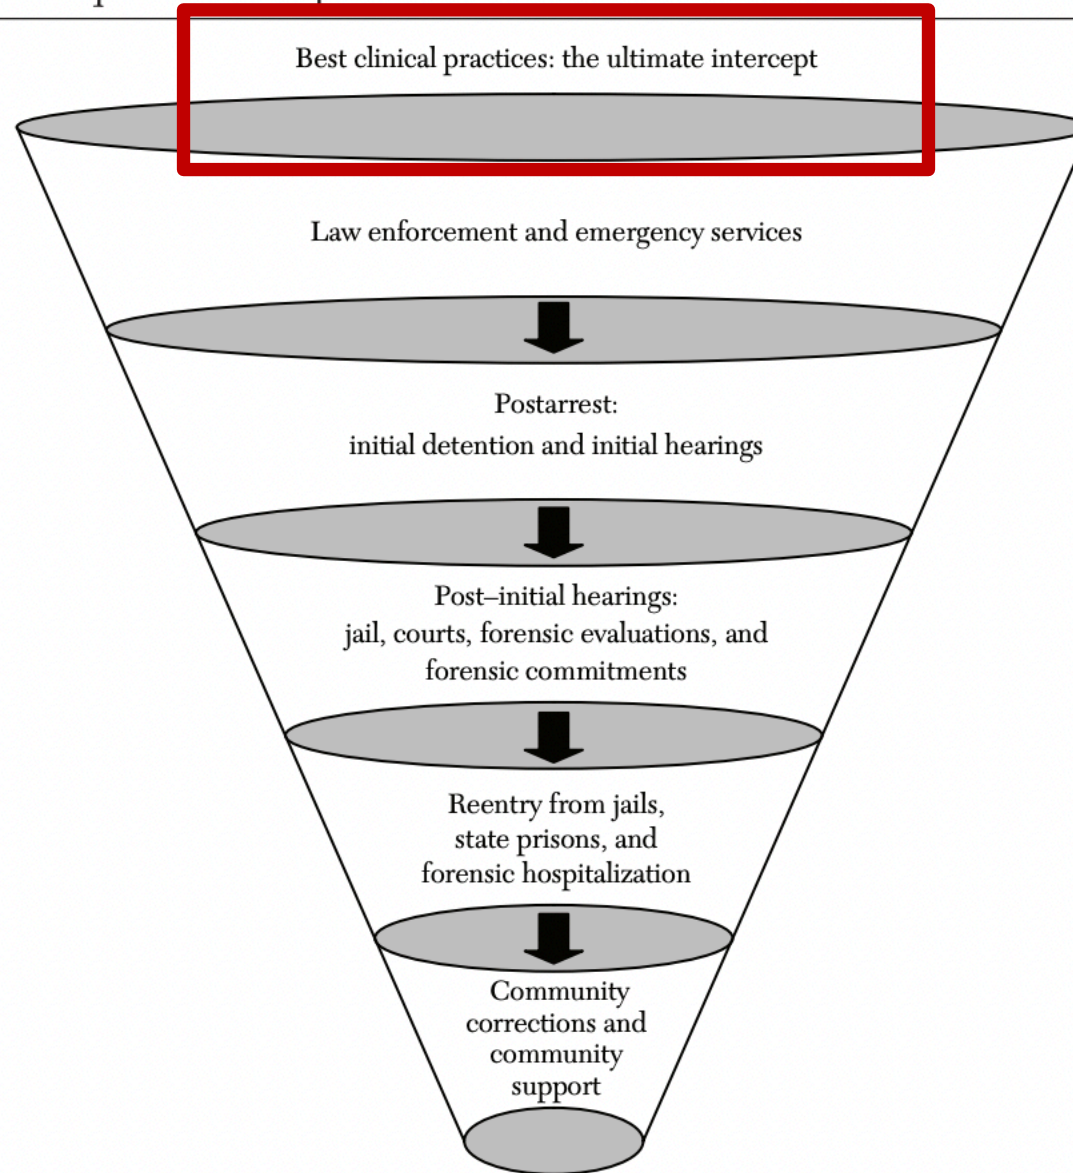 Best clinical practices: the ultimate intercept
Law enforcement and emergency services
Postarrest:
initial detention and initial hearings
Post–initial hearings:
jail, courts, forensic evaluations, and
forensic commitments
Reentry from jails,
state prisons, and
forensic hospitalization
Community
corrections and
community
support